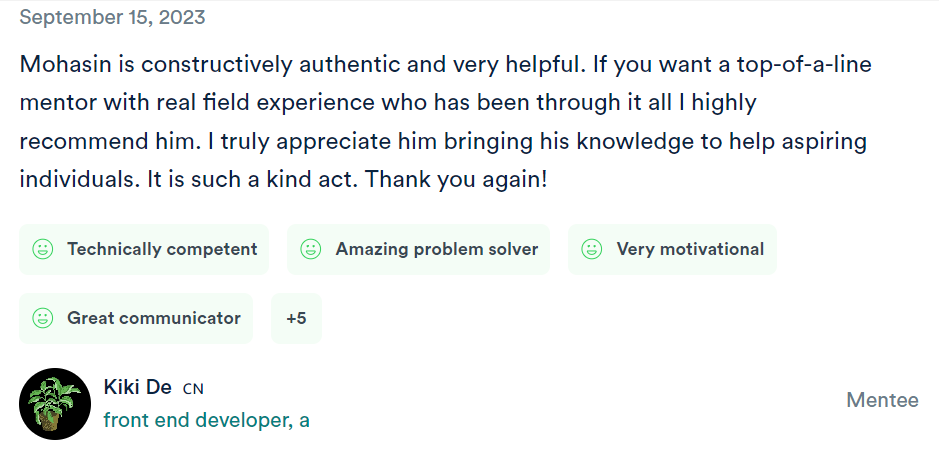 September 15, 2023
Mohasin is constructively authentic and very helpful. If you want a top-of-a-line
mentor with real field experience who has been through it all I highly
recommend him. I truly appreciate him bringing his knowledge to help aspiring
individuals. It is such a kind act. Thank you again!
Technically competent
Amazing problem solver
Very motivational
Great communicator
+5
Kiki De CN
front end developer, a
Mentee